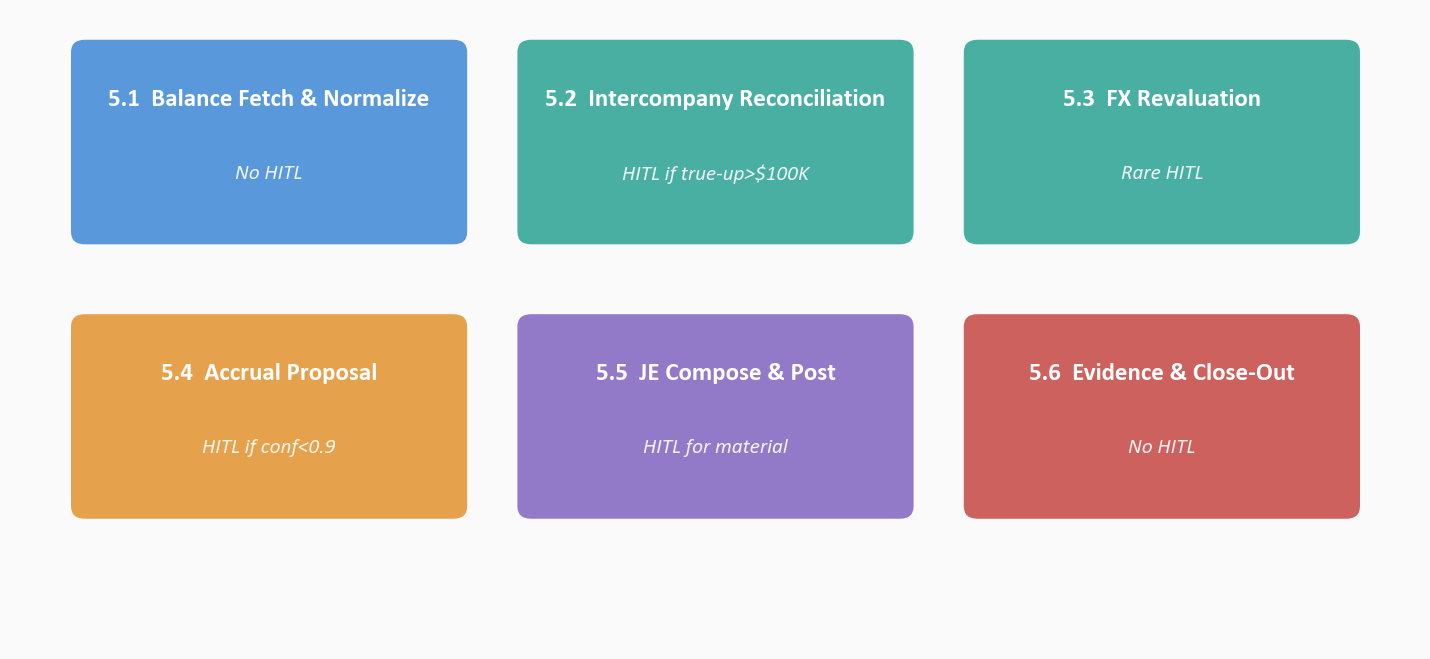 5.1 Balance Fetch & Normalize
No HITL
5.2 Intercompany Reconciliation
HITL if true-up>$100K
5.3 FX Revaluation
Rare HITL
5.4 Accrual Proposal
HITL if conf<0.9
5.5 JE Compose & Post
HITL for material
5.6 Evidence & Close-Out
No HITL